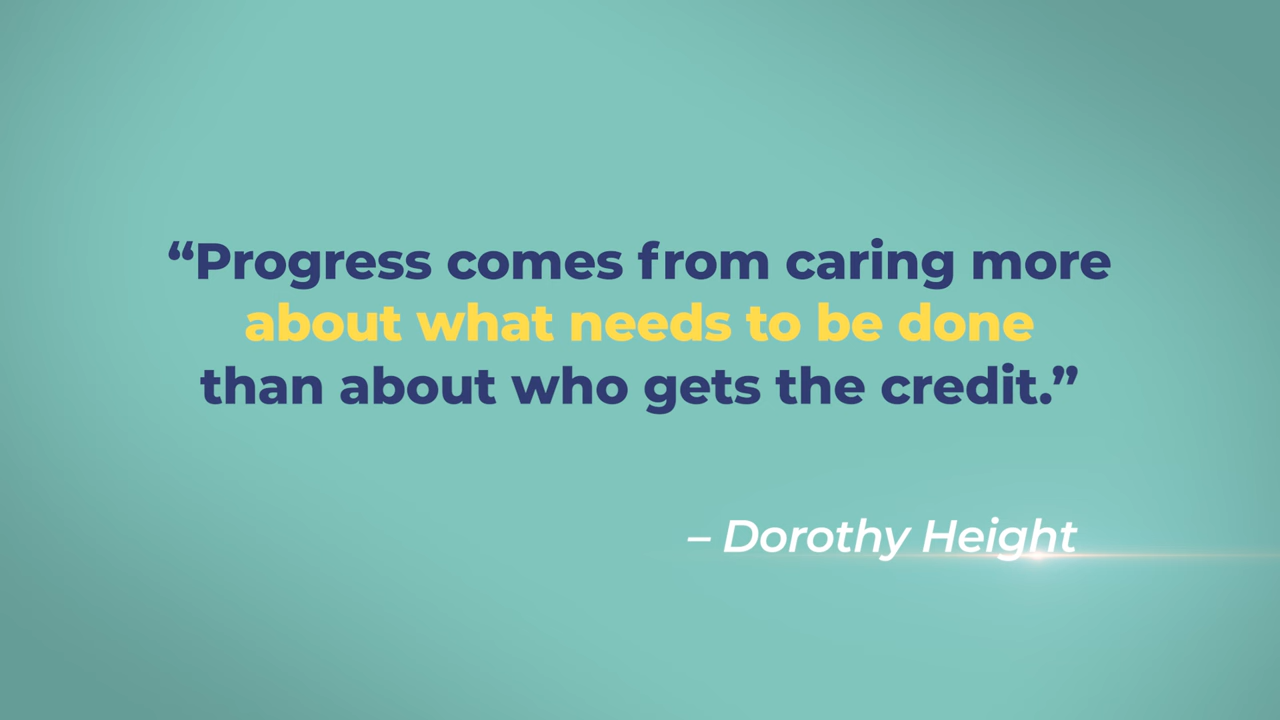 “Progress comes from caring more
about what needs to be done
than about who gets the credit.”
– Dorothy Height